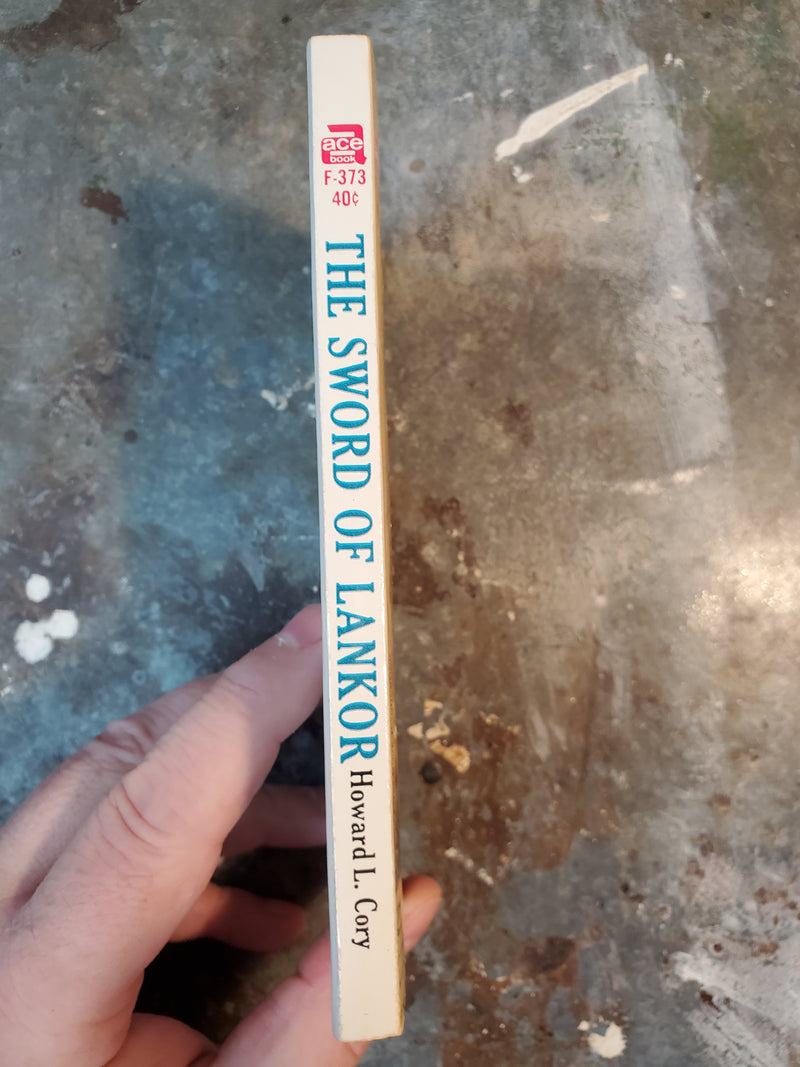 ace
book
F-373
40¢
THE SWORD OF LANKOR
Howard L. Cory